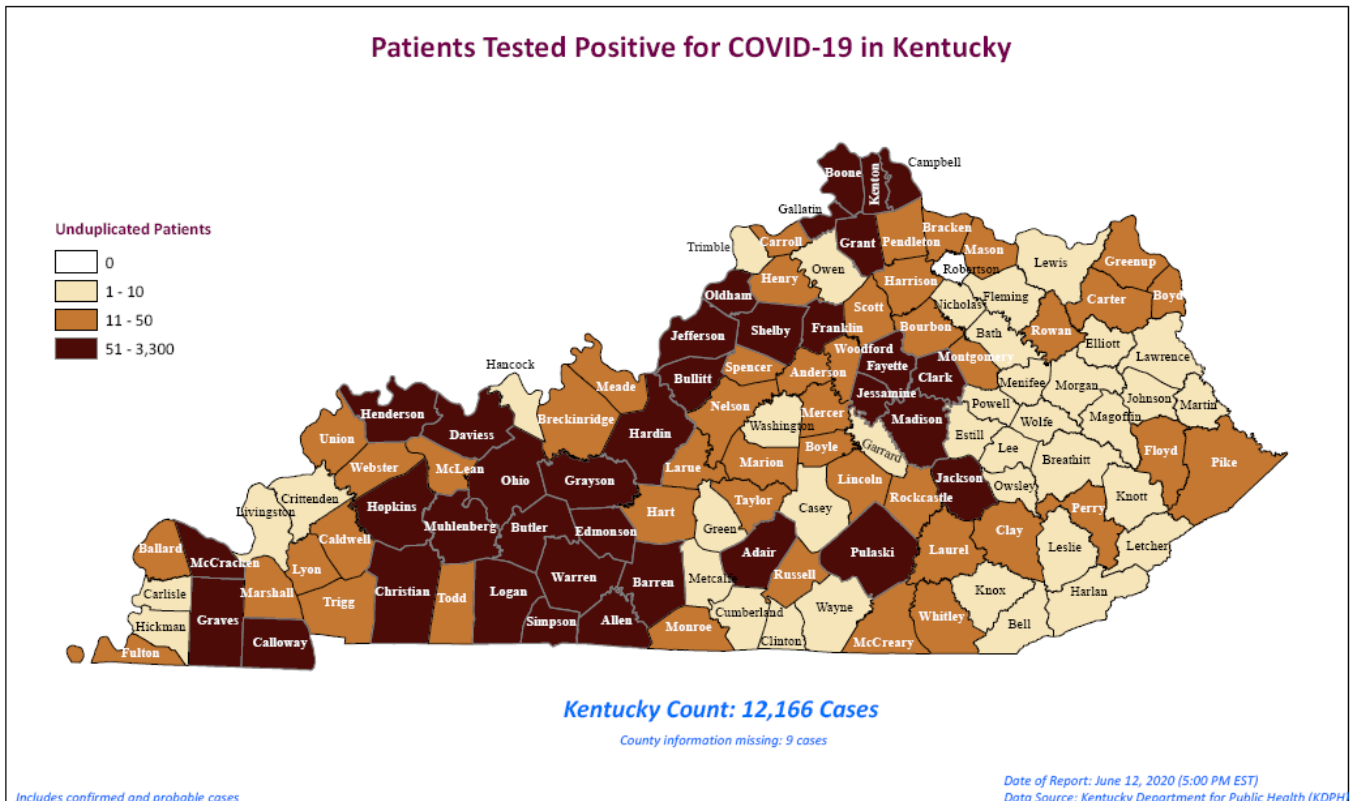 Patients Tested Positive for COVID-19 in Kentucky
Unduplicated Patients
0
1 - 10
11 - 50
51 - 3,300
Boone
Kenton
Campbell
Gallatin
Trimble
Carroll
Owen
Grant
Pendleton
Bracken
Mason
Robertson
Lewis
Greenup
Henry
Harrison
Nicholas
Fleming
Carter
Boyd
Oldham
Scott
Rowan
Jefferson
Shelby
Franklin
Bourbon
Bath
Elliott
Lawrence
Woodford
Fayette
Montgomery
Hancock
Meade
Bullitt
Spencer
Anderson
Clark
Menifee
Morgan
Johnson
Martin
Jessamine
Henderson
Breckinridge
Nelson
Washington
Mercer
Madison
Powell
Wolfe
Magoffin
Union
Daviess
Hardin
Boyle
Garrard
Estill
Lee
Breathitt
Floyd
Pike
Webster
McLean
Ohio
Grayson
Larue
Marion
Lincoln
Rockcastle
Jackson
Owsley
Knott
Crittenden
Livingston
Hopkins
Muhlenberg
Butler
Edmonson
Hart
Green
Taylor
Casey
Clay
Perry
Ballard
McCracken
Caldwell
Lyon
Warren
Barren
Adair
Pulaski
Laurel
Leslie
Letcher
Carlisle
Marshall
Trigg
Christian
Todd
Logan
Metcalfe
Russell
Knox
Harlan
Hickman
Graves
Calloway
Simpson
Allen
Monroe
Cumberland
Clinton
Wayne
McCreary
Whitley
Bell
Fulton
Kentucky Count: 12,166 Cases
County information missing: 9 cases
Date of Report: June 12, 2020 (5:00 PM EST)
Includes confirmed and probable cases
Data Source: Kentucky Department for Public Health (KDPH)